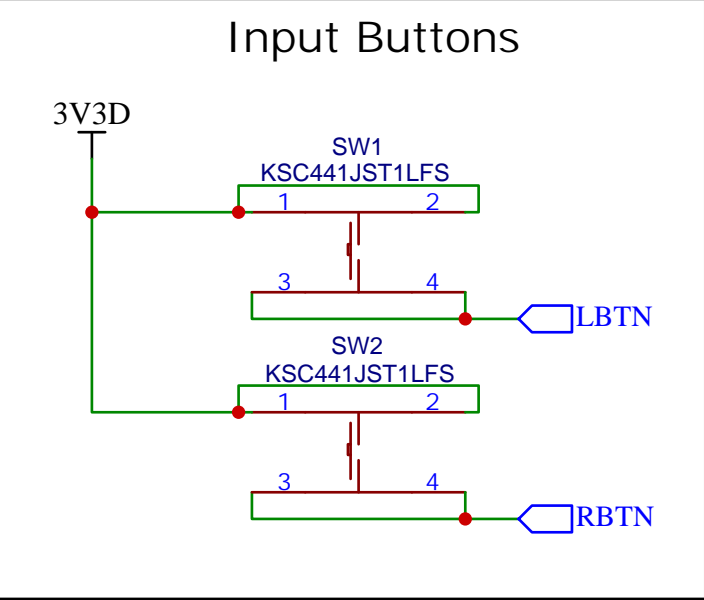 Input Buttons
3V3D
SW1
KSC441JST1LFS
1 2
3 4
LBTN
SW2
KSC441JST1LFS
1 2
3 4
RBTN